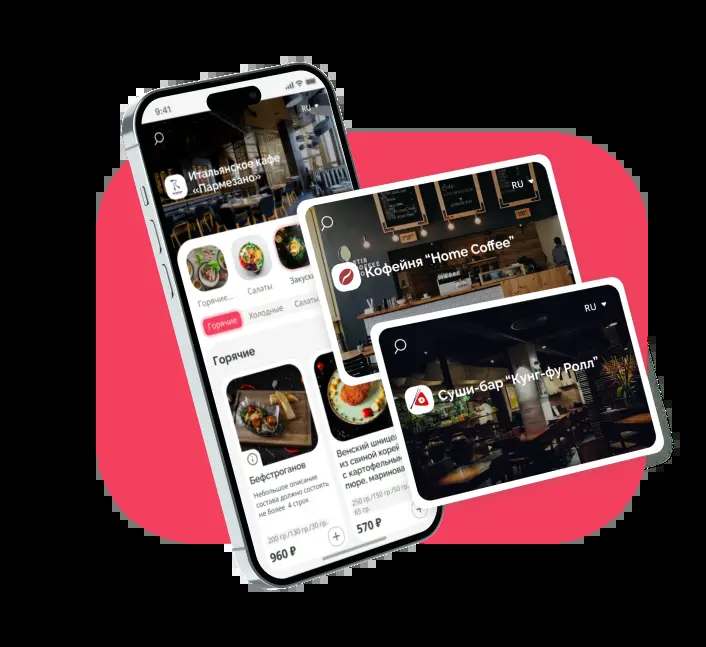 9:41
RU
Итальянское кафе
«Пармезано»
Горячие...
Салаты
Закуски
Горячие
Холодные
Салаты
Горячие
Бефстроганов
Небольшое описание
состава должно состоять
не более 4 строк
200 гр./130 гр./30 гр.
960 ₽
Венский шницель
из свиной корей
с картофельным
пюре, маринова
250 гр./150 гр./50 гр.
65 гр.
570 ₽
RU
Кофейня “Home Coffee”
RU
Суши-бар “Кунг-фу Ролл”